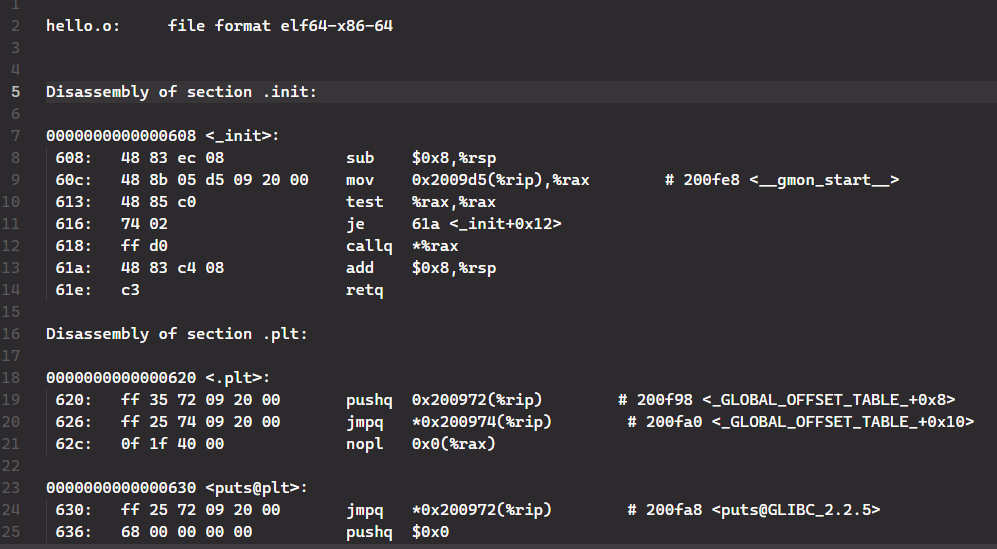 1
2 hello.o:     file format elf64-x86-64
3
4
5 Disassembly of section .init:
6
7 0000000000000608 <_init>:
8  608:   48 83 ec 08             sub    $0x8,%rsp
9  60c:   48 8b 05 d5 09 20 00    mov    0x2009d5(%rip),%rax        # 200fe8 <__gmon_start__>
10  613:   48 85 c0                test   %rax,%rax
11  616:   74 02                   je     61a <_init+0x12>
12  618:   ff d0                   callq  *%rax
13  61a:   48 83 c4 08             add    $0x8,%rsp
14  61e:   c3                      retq
15
16 Disassembly of section .plt:
17
18 0000000000000620 <.plt>:
19  620:   ff 35 72 09 20 00       pushq  0x200972(%rip)        # 200f98 <_GLOBAL_OFFSET_TABLE_+0x8>
20  626:   ff 25 74 09 20 00       jmpq   *0x200974(%rip)        # 200fa0 <_GLOBAL_OFFSET_TABLE_+0x10>
21  62c:   0f 1f 40 00             nopl   0x0(%rax)
22
23 0000000000000630 <puts@plt>:
24  630:   ff 25 72 09 20 00       jmpq   *0x200972(%rip)        # 200fa8 <puts@GLIBC_2.2.5>
25  636:   68 00 00 00 00          pushq  $0x0